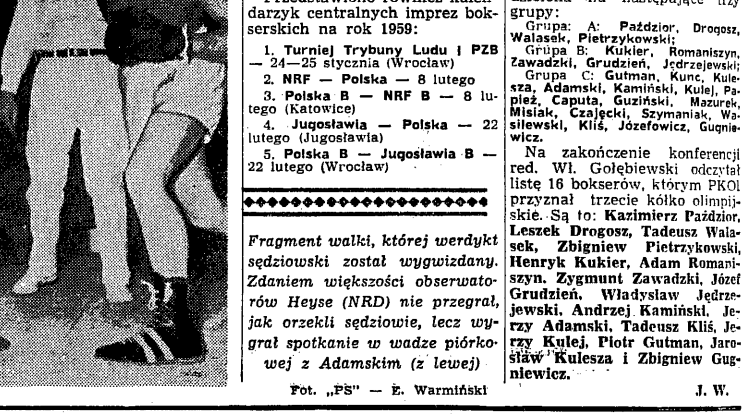 darzyk centralnych imprez bok-
serskich na rok 1959:
1. Turniej Trybuny Ludu i PZB
— 24—25 stycznia (Wrocław)
2. NRF — Polska — 8 lutego
3. Polska B — NRF B — 8 lu-
tego (Katowice)
4. Jugosławia — Polska — 22
lutego (Jugosławia)
5. Polska B — Jugosławia B —
22 lutego (Wrocław)
Fragment walki, której werdykt
sędziowski został wygwizdany.
Zdaniem większości obserwato-
rów Heyse (NRD) nie przegrał,
jak orzekli sędziowie, lecz wy-
grał spotkanie w wadze piórko-
wej z Adamskim (z lewej)
Fot. „PS" — E. Warmiński
grupy:
Grupa: A: Paździor, Drogosz,
Walasek, Pietrzykowski;
Grupa B: Kukier, Romaniszyn,
Zawadzki, Grudzień, Jędrzejewski;
Grupa C: Gutman, Kunc, Kule-
sza, Adamski, Kamiński, Kulej, Pa-
pież, Caputa, Guziński, Mazurek,
Misiak, Czajęcki, Szymaniak, Wa-
silewski, Kliś, Józefowicz, Gugnie-
wicz.
Na zakończenie konferencji
red. Wł. Gołębiewski odczytał
listę 16 bokserów, którym PKOl
przyznał trzecie kółko olimpij-
skie. Są to: Kazimierz Paździor,
Leszek Drogosz, Tadeusz Wala-
sek, Zbigniew Pietrzykowski,
Henryk Kukier, Adam Romani-
szyn, Zygmunt Zawadzki, Józef
Grudzień, Władysław Jędrze-
jewski, Andrzej Kamiński, Je-
rzy Adamski, Tadeusz Kliś, Je-
rzy Kulej, Piotr Gutman, Jaro-
sław Kulesza i Zbigniew Gug-
niewicz.
J. W.